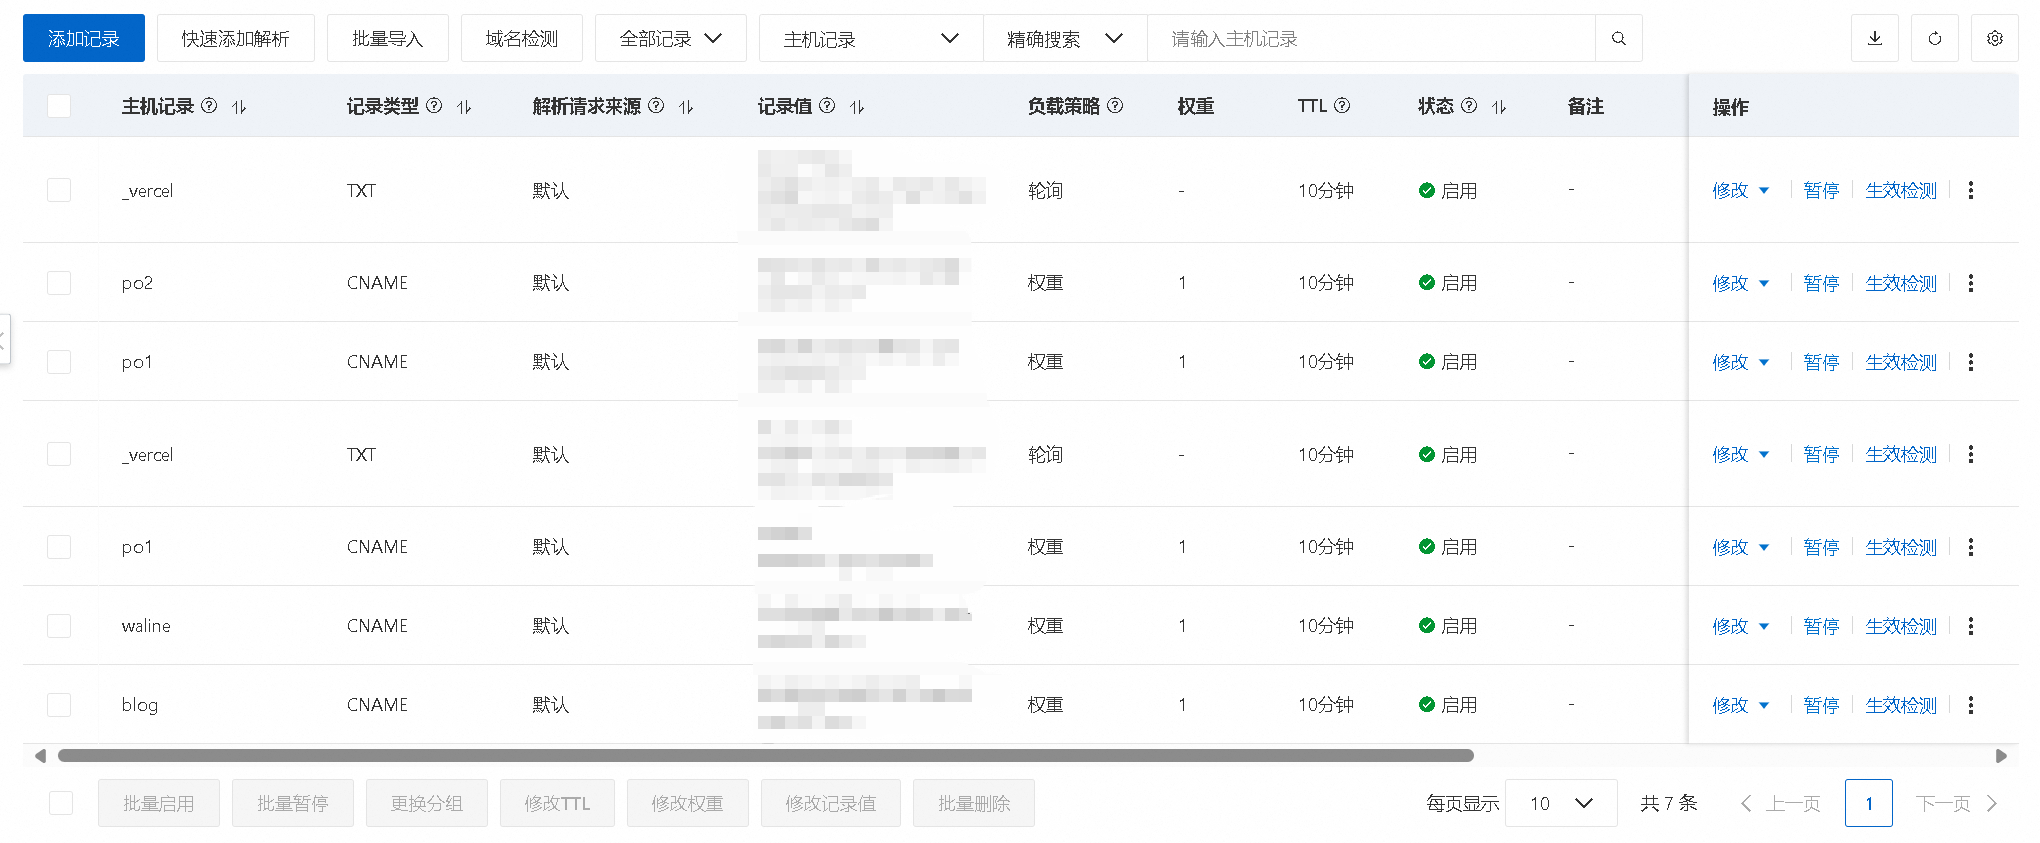 添加记录 快速添加解析 批量导入 域名检测 全部记录 主机记录 精确搜索 请输入主机记录
主机记录 记录类型 解析请求来源 记录值 负载策略 权重 TTL 状态 备注 操作
_vercel TXT 默认 轮询 - 10分钟 启用 - 修改 暂停 生效检测
po2 CNAME 默认 权重 1 10分钟 启用 - 修改 暂停 生效检测
po1 CNAME 默认 权重 1 10分钟 启用 - 修改 暂停 生效检测
_vercel TXT 默认 轮询 - 10分钟 启用 - 修改 暂停 生效检测
po1 CNAME 默认 权重 1 10分钟 启用 - 修改 暂停 生效检测
waline CNAME 默认 权重 1 10分钟 启用 - 修改 暂停 生效检测
blog CNAME 默认 权重 1 10分钟 启用 - 修改 暂停 生效检测
批量启用 批量暂停 更换分组 修改TTL 修改权重 修改记录值 批量删除 每页显示 10 共 7 条 上一页 1 下一页